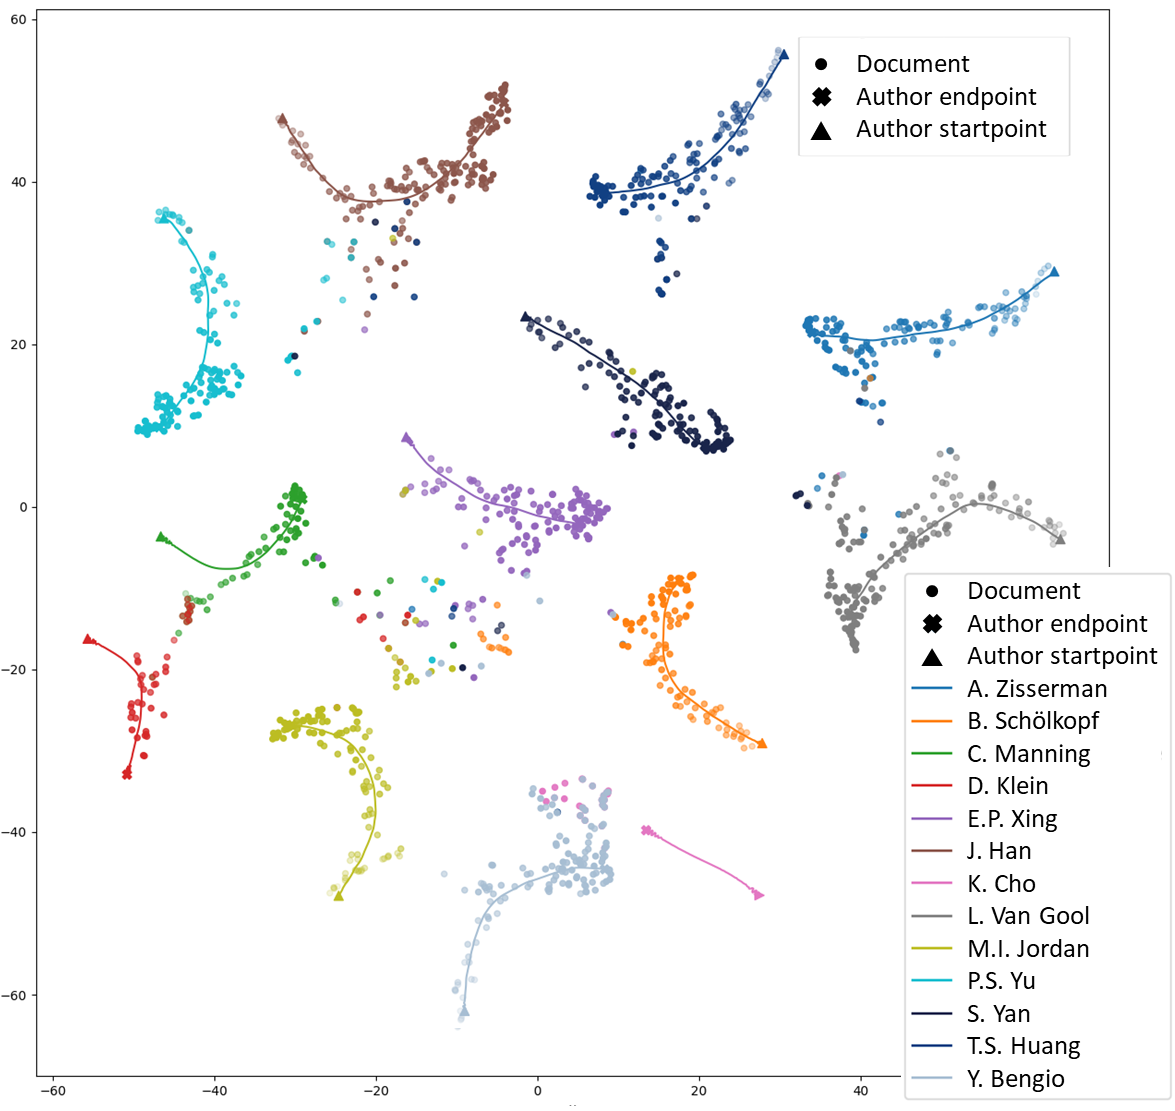 60
40
20
0
−20
−40
−60
−60
−40
−20
0
20
40
Document
Author endpoint
Author startpoint
Document
Author endpoint
Author startpoint
A. Zisserman
B. Schölkopf
C. Manning
D. Klein
E.P. Xing
J. Han
K. Cho
L. Van Gool
M.I. Jordan
P.S. Yu
S. Yan
T.S. Huang
Y. Bengio